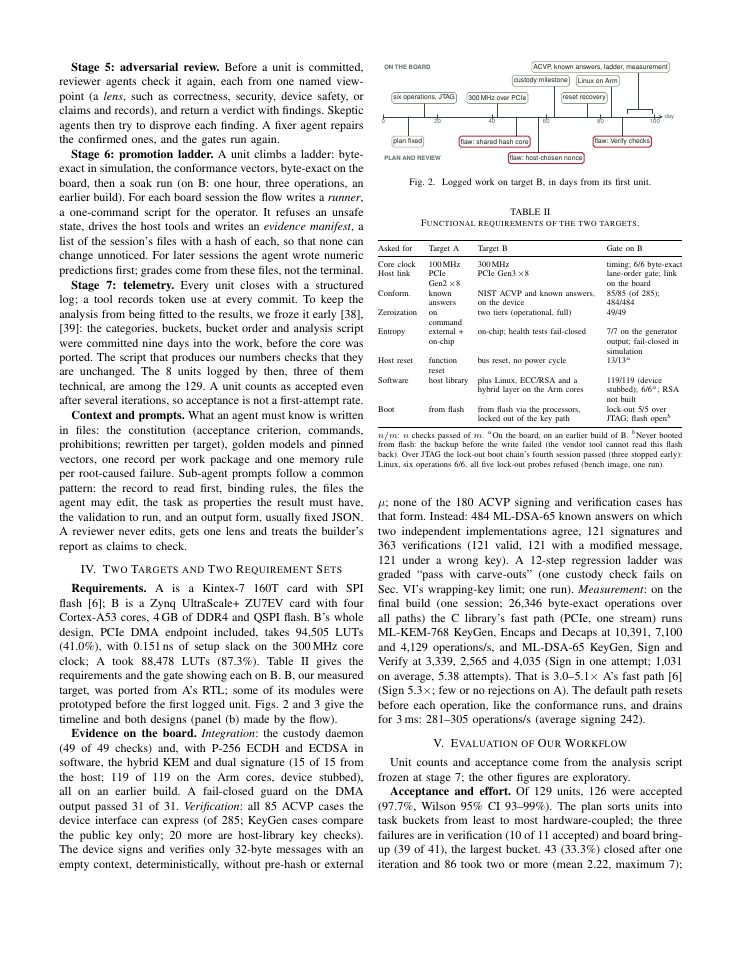 Stage 5: adversarial review. Before a unit is committed,
reviewer agents check it again, each from one named view-
point (a lens, such as correctness, security, device safety, or
claims and records), and return a verdict with findings. Skeptic
agents then try to disprove each finding. A fixer agent repairs
the confirmed ones, and the gates run again.
Stage 6: promotion ladder. A unit climbs a ladder: byte-
exact in simulation, the conformance vectors, byte-exact on the
board, then a soak run (on B: one hour, three operations, an
earlier build). For each board session the flow writes a runner,
a one-command script for the operator. It refuses an unsafe
state, drives the host tools and writes an evidence manifest, a
list of the session's files with a hash of each, so that none can
change unnoticed. For later sessions the agent wrote numeric
predictions first; grades come from these files, not the terminal.
Stage 7: telemetry. Every unit closes with a structured
log; a tool records token use at every commit. To keep the
analysis from being fitted to the results, we froze it early [38],
[39]: the categories, buckets, bucket order and analysis script
were committed nine days into the work, before the core was
ported. The script that produces our numbers checks that they
are unchanged. The 8 units logged by then, three of them
technical, are among the 129. A unit counts as accepted even
after several iterations, so acceptance is not a first-attempt rate.
Context and prompts. What an agent must know is written
in files: the constitution (acceptance criterion, commands,
prohibitions; rewritten per target), golden models and pinned
vectors, one record per work package and one memory rule
per root-caused failure. Sub-agent prompts follow a common
pattern: the record to read first, binding rules, the files the
agent may edit, the task as properties the result must have,
the validation to run, and an output form, usually fixed JSON.
A reviewer never edits, gets one lens and treats the builder's
report as claims to check.
IV. TWO TARGETS AND TWO REQUIREMENT SETS
Requirements. A is a Kintex-7 160T card with SPI
flash [6]; B is a Zynq UltraScale+ ZU7EV card with four
Cortex-A53 cores, 4 GB of DDR4 and QSPI flash. B's whole
design, PCIe DMA endpoint included, takes 94,505 LUTs
(41.0%), with 0.151 ns of setup slack on the 300 MHz core
clock; A took 88,478 LUTs (87.3%). Table II gives the
requirements and the gate showing each on B. B, our measured
target, was ported from A's RTL; some of its modules were
prototyped before the first logged unit. Figs. 2 and 3 give the
timeline and both designs (panel (b) made by the flow).
Evidence on the board. Integration: the custody daemon
(49 of 49 checks) and, with P-256 ECDH and ECDSA in
software, the hybrid KEM and dual signature (15 of 15 from
the host; 119 of 119 on the Arm cores, device stubbed),
all on an earlier build. A fail-closed guard on the DMA
output passed 31 of 31. Verification: all 85 ACVP cases the
device interface can express (of 285; KeyGen cases compare
the public key only; 20 more are host-library key checks).
The device signs and verifies only 32-byte messages with an
empty context, deterministically, without pre-hash or external
ON THE BOARD
ACVP, known answers, ladder, measurement
custody milestone
Linux on Arm
six operations, JTAG
300 MHz over PCIe
reset recovery
0 20 40 60 80 100 day
plan fixed
flaw: shared hash core
flaw: Verify checks
PLAN AND REVIEW
flaw: host-chosen nonce
Fig. 2. Logged work on target B, in days from its first unit.
TABLE II
FUNCTIONAL REQUIREMENTS OF THE TWO TARGETS.
Asked for Target A Target B Gate on B
Core clock 100 MHz 300 MHz timing; 6/6 byte-exact
Host link PCIe PCIe Gen3 ×8 lane-order gate; link
Gen2 ×8 on the board
Conform. known NIST ACVP and known answers, 85/85 (of 285);
answers on the device 484/484
Zeroization on two tiers (operational, full) 49/49
command
Entropy external + on-chip; health tests fail-closed 7/7 on the generator
on-chip output; fail-closed in
simulation
Host reset function bus reset, no power cycle 13/13a
reset
Software host library plus Linux, ECC/RSA and a 119/119 (device
hybrid layer on the Arm cores stubbed); 6/6a; RSA
not built
Boot from flash from flash via the processors, lock-out 5/5 over
locked out of the key path JTAG; flash openb
n/m: n checks passed of m. aOn the board, on an earlier build of B. bNever booted
from flash: the backup before the write failed (the vendor tool cannot read this flash
back). Over JTAG the lock-out boot chain's fourth session passed (three stopped early):
Linux, six operations 6/6, all five lock-out probes refused (bench image, one run).
μ; none of the 180 ACVP signing and verification cases has
that form. Instead: 484 ML-DSA-65 known answers on which
two independent implementations agree, 121 signatures and
363 verifications (121 valid, 121 with a modified message,
121 under a wrong key). A 12-step regression ladder was
graded "pass with carve-outs" (one custody check fails on
Sec. VI's wrapping-key limit; one run). Measurement: on the
final build (one session; 26,346 byte-exact operations over
all paths) the C library's fast path (PCIe, one stream) runs
ML-KEM-768 KeyGen, Encaps and Decaps at 10,391, 7,100
and 4,129 operations/s, and ML-DSA-65 KeyGen, Sign and
Verify at 3,339, 2,565 and 4,035 (Sign in one attempt; 1,031
on average, 5.38 attempts). That is 3.0–5.1× A's fast path [6]
(Sign 5.3×; few or no rejections on A). The default path resets
before each operation, like the conformance runs, and drains
for 3 ms: 281–305 operations/s (average signing 242).
V. EVALUATION OF OUR WORKFLOW
Unit counts and acceptance come from the analysis script
frozen at stage 7; the other figures are exploratory.
Acceptance and effort. Of 129 units, 126 were accepted
(97.7%, Wilson 95% CI 93–99%). The plan sorts units into
task buckets from least to most hardware-coupled; the three
failures are in verification (10 of 11 accepted) and board bring-
up (39 of 41), the largest bucket. 43 (33.3%) closed after one
iteration and 86 took two or more (mean 2.22, maximum 7);